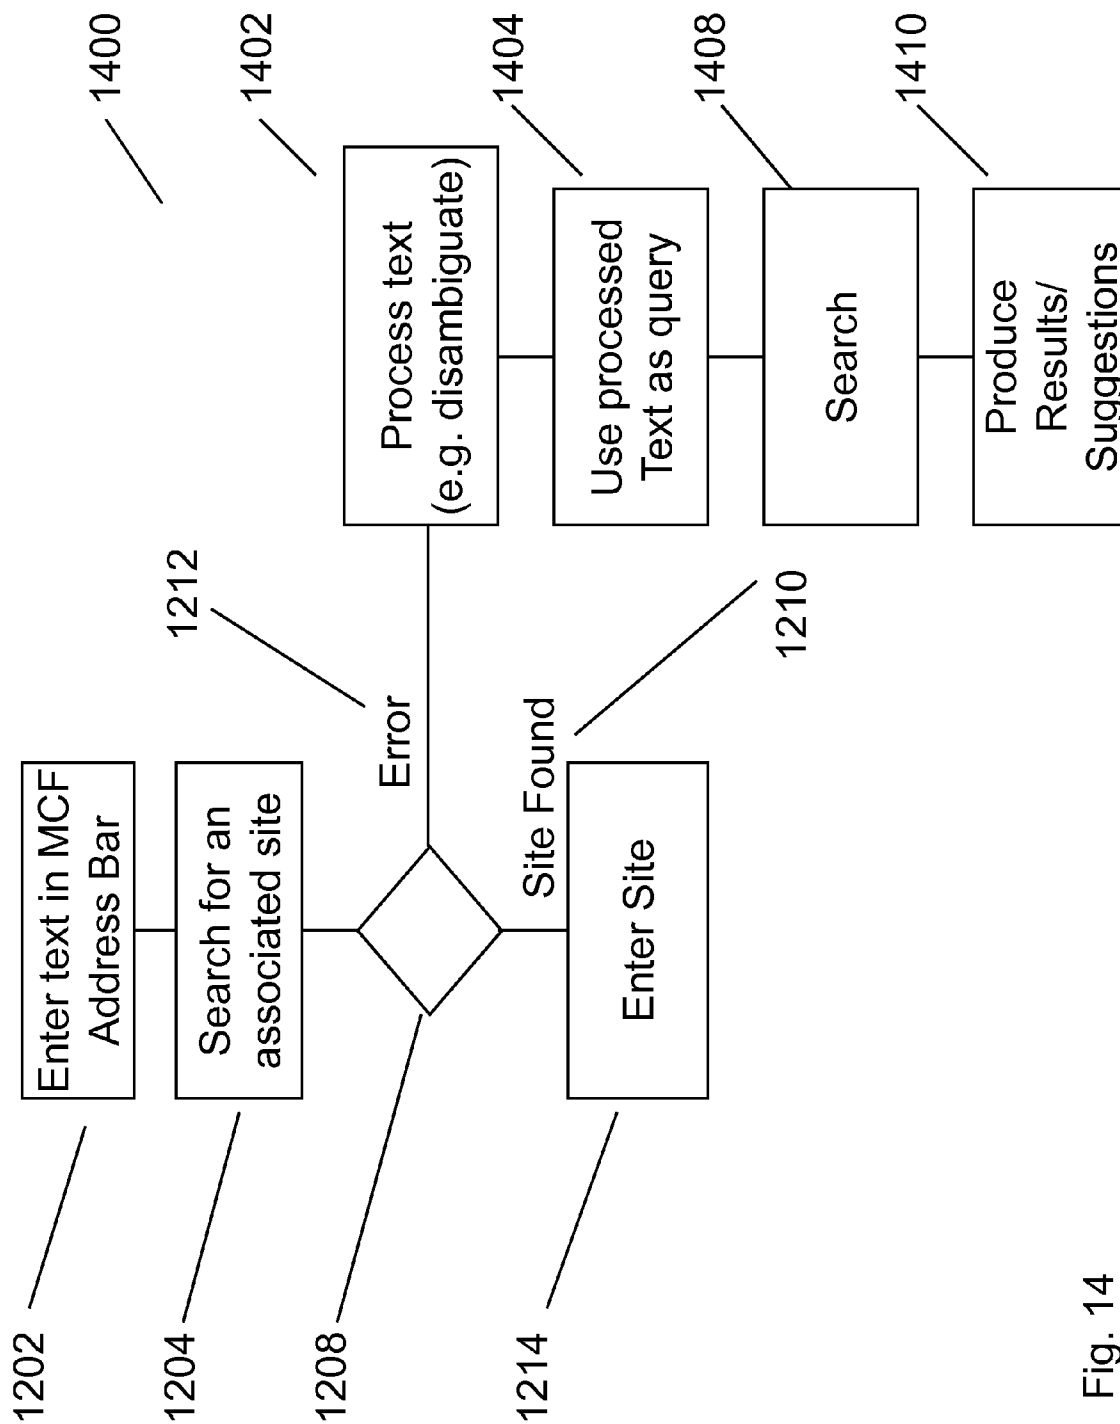 1400
1202
Enter text in MCF
Address Bar
1204
Search for an
associated site
1208
1212
Error
1402
Process text
(e.g. disambiguate)
Site Found
1210
1404
Use processed
Text as query
1214
Enter Site
1408
Search
1410
Produce
Results/
Suggestions
Fig. 14